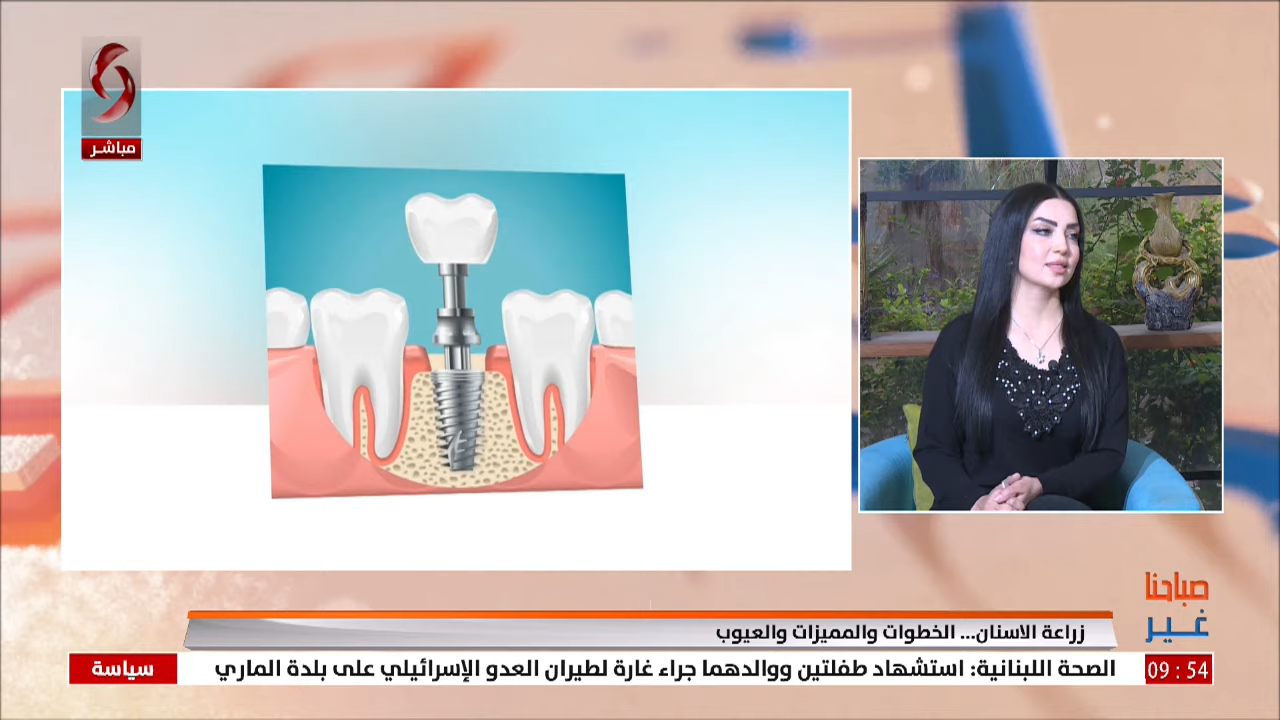 مباشر
صباحنا
غير
زراعة الاسنان... الخطوات والمميزات والعيوب
الصحة اللبنانية: استشهاد طفلتين ووالدهما جراء غارة لطيران العدو الإسرائيلي على بلدة الماري
سياسة
09 : 54